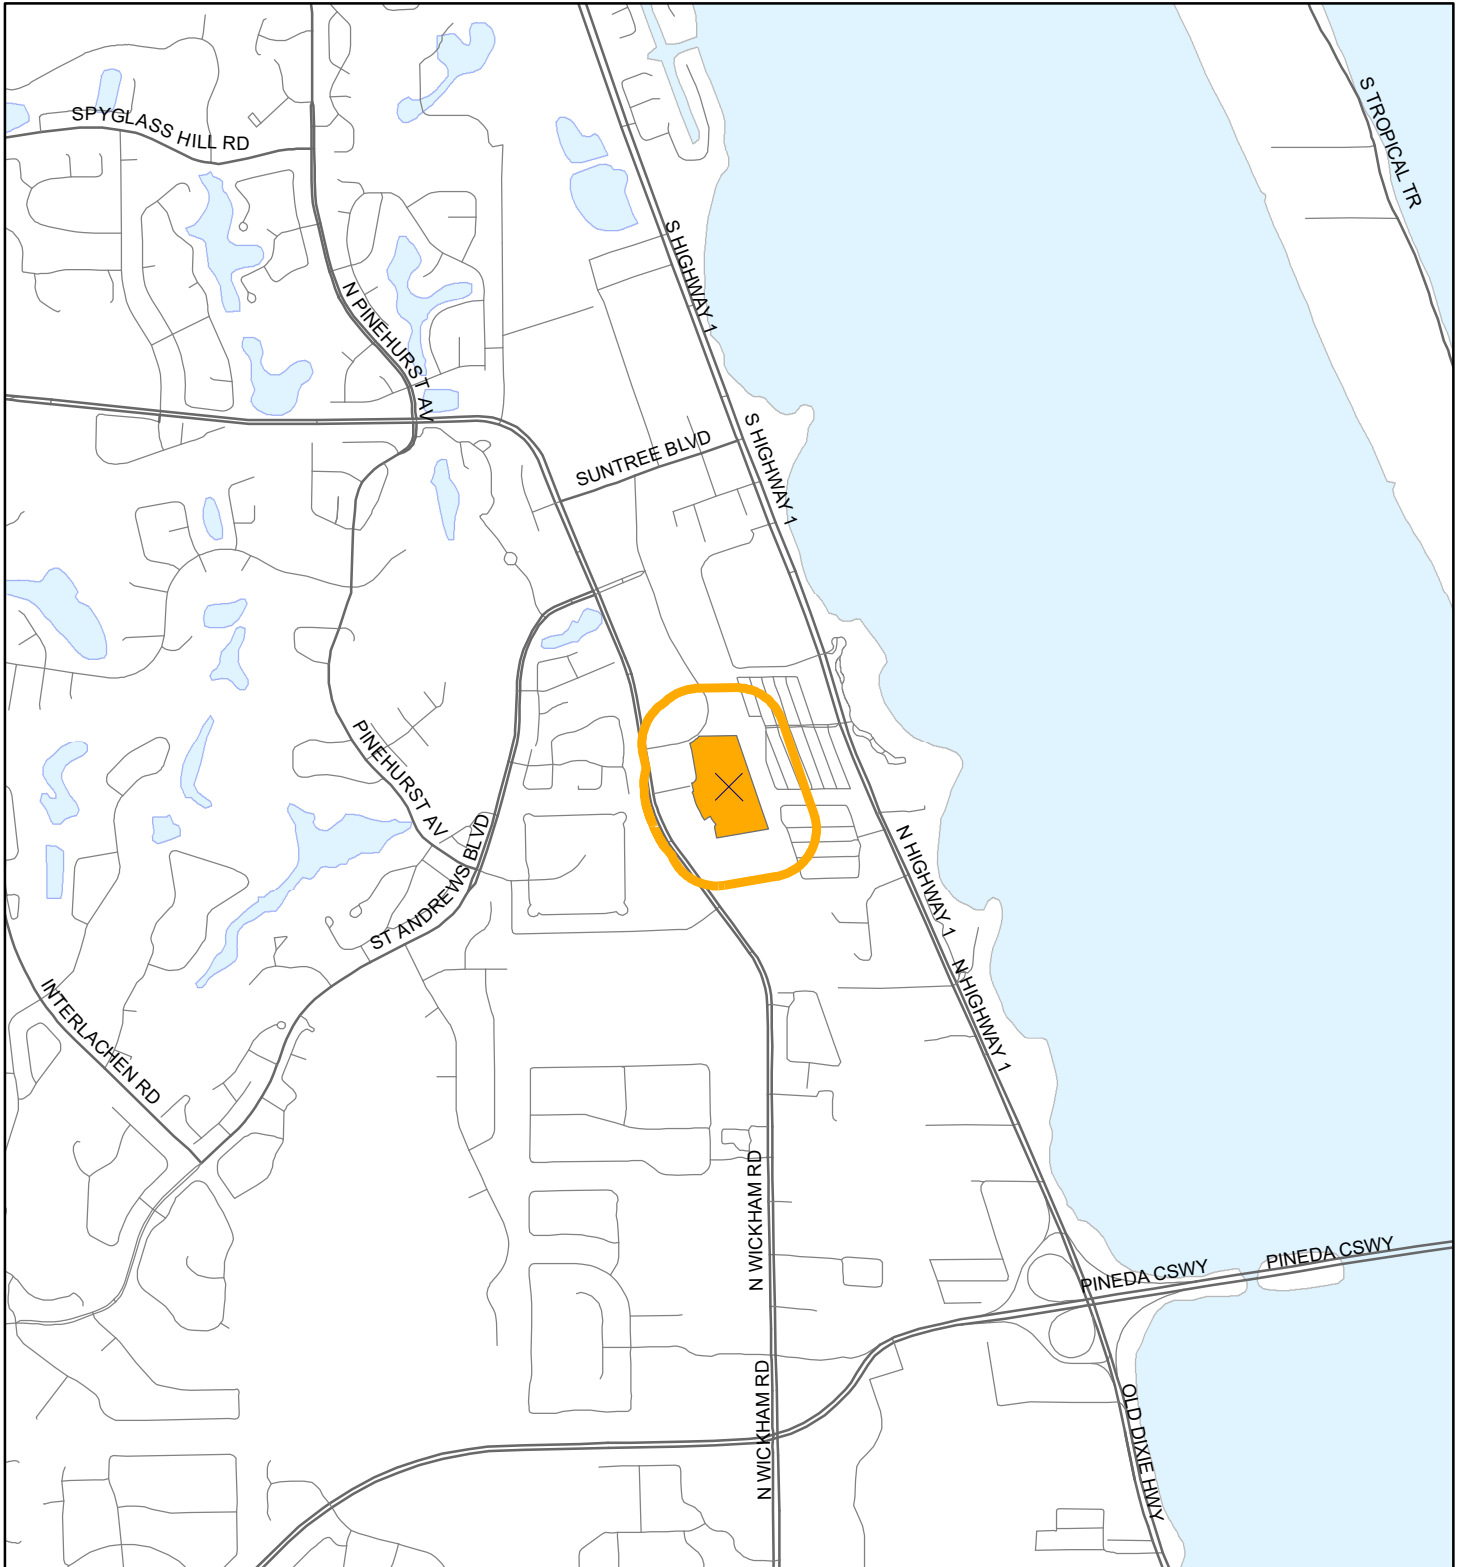 S TROPICAL TR
SPYGLASS HILL RD
S HIGHWAY 1
N PINEHURST AV
S HIGHWAY 1
SUNTREE BLVD
PINEHURST AV
ST ANDREWS BLVD
N HIGHWAY 1
N HIGHWAY 1
INTERLACHEN RD
N WICKHAM RD
PINEDA CSWY
PINEDA CSWY
N WICKHAM RD
OLD DIXIE HWY